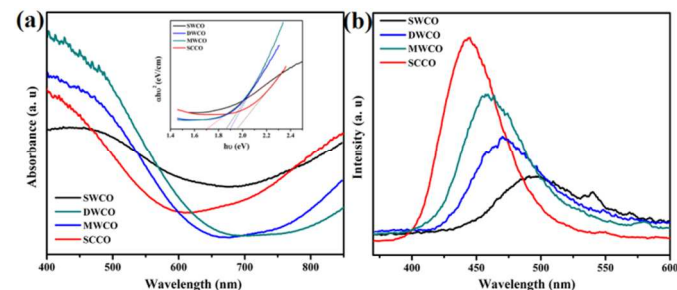 (a)
SWCO
DWCO
MWCO
SCCO
αhυ² (eV/cm)
1.4 1.6 1.8 2.0 2.2 2.4
hυ (eV)
Absorbance (a. u)
SWCO
DWCO
MWCO
SCCO
400 500 600 700 800
Wavelength (nm)
(b)
SWCO
DWCO
MWCO
SCCO
Intensity (a. u)
400 450 500 550 600
Wavelength (nm)